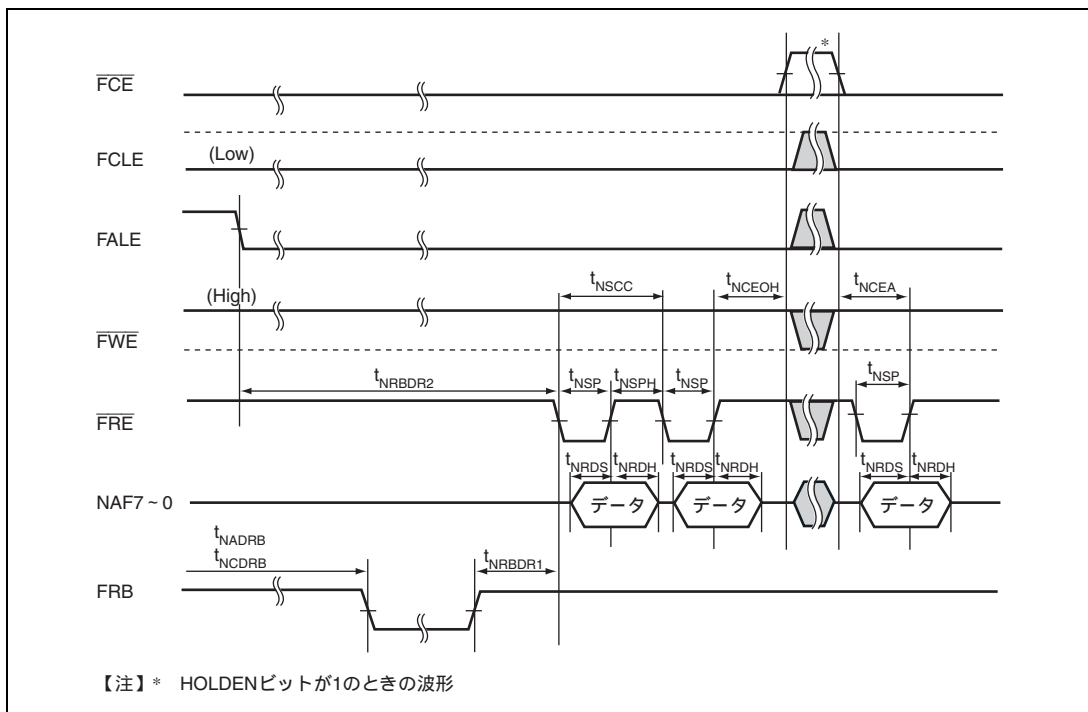 *
FCE
FCLE (Low)
FALE
(High) tNSCC tNCEOH tNCEA
FWE
tNRBDR2 tNSP tNSPH tNSP tNSP
FRE
tNRDS tNRDH tNRDS tNRDH tNRDS tNRDH
NAF7~0 データ データ データ
tNADRB
tNCDRB tNRBDR1
FRB
【注】* HOLDENビットが1のときの波形